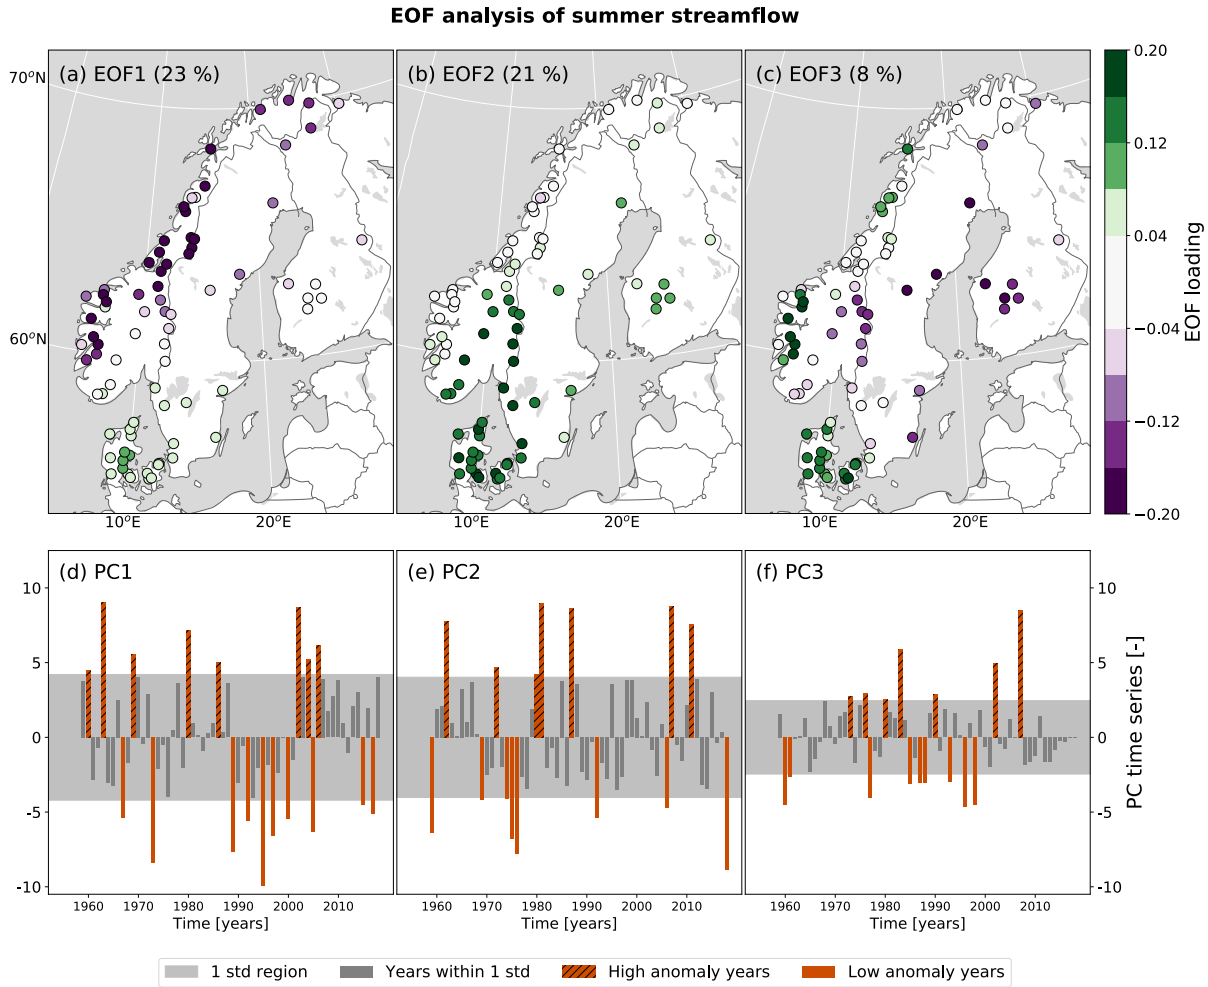 EOF analysis of summer streamflow
(a) EOF1 (23 %)
(b) EOF2 (21 %)
(c) EOF3 (8 %)
70°N
60°N
10°E
20°E
10°E
20°E
10°E
20°E
0.20
0.12
0.04
−0.04
−0.12
−0.20
EOF loading
(d) PC1
(e) PC2
(f) PC3
10
5
0
-5
-10
10
5
0
-5
-10
PC time series [-]
1960 1970 1980 1990 2000 2010
1960 1970 1980 1990 2000 2010
1960 1970 1980 1990 2000 2010
Time [years]
Time [years]
Time [years]
1 std region
Years within 1 std
High anomaly years
Low anomaly years